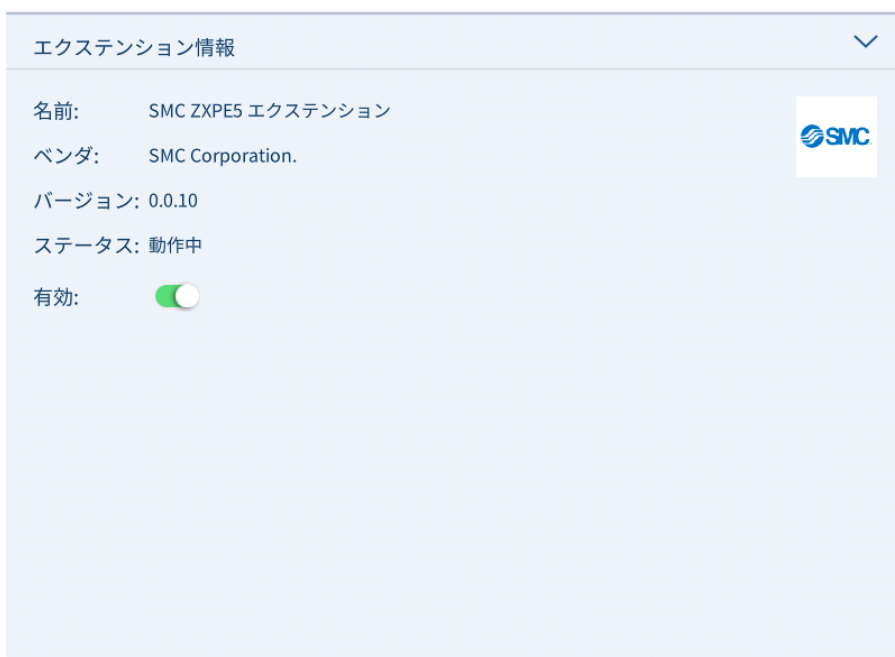 エクステンション情報
名前: SMC ZXPE5 エクステンション
SMC
ベンダ: SMC Corporation.
バージョン: 0.0.10
ステータス: 動作中
有効: